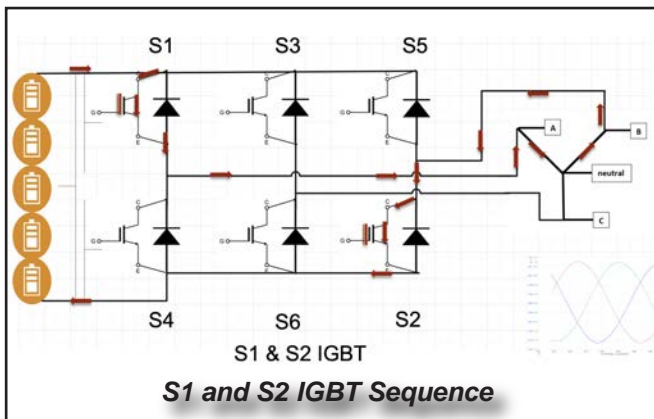 S1 S3 S5
C C C
G G G
E E E
A
B
neutral
C
C C C
G G G
E E E
S4 S6 S2
S1 & S2 IGBT
S1 and S2 IGBT Sequence